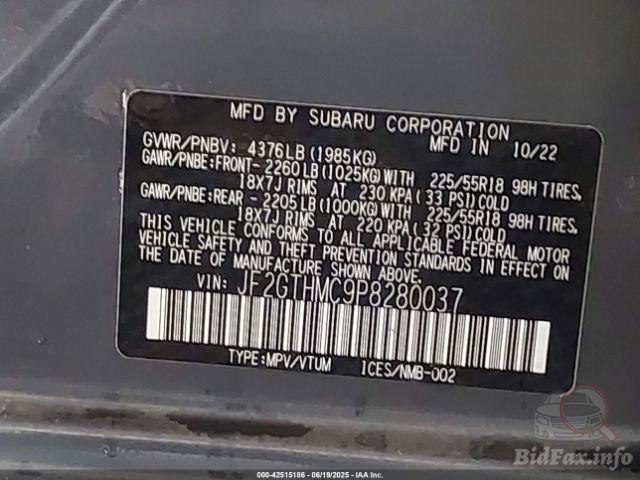 MFD BY SUBARU CORPORATION
GVWR/PNBV: 4376LB (1985KG) MFD IN 10/22
GAWR/PNBE:FRONT- 2260LB (1025KG) WITH 225/55R18 98H TIRES,
18X7J RIMS AT 230 KPA (33 PSI) COLD
GAWR/PNBE:REAR - 2205LB (1000KG) WITH 225/55R18 98H TIRES,
18X7J RIMS AT 220 KPA (32 PSI) COLD
THIS VEHICLE CONFORMS TO ALL APPLICABLE FEDERAL MOTOR
VEHICLE SAFETY AND THEFT PREVENTION STANDARDS IN EFFECT ON
THE DATE OF MANUFACTURE SHOWN ABOVE.
VIN: JF2GTHMC9P8280037
TYPE:MPV/VTUM ICES/NMB-002
BidFax.info
000-42515186 - 06/19/2025 - IAA Inc.